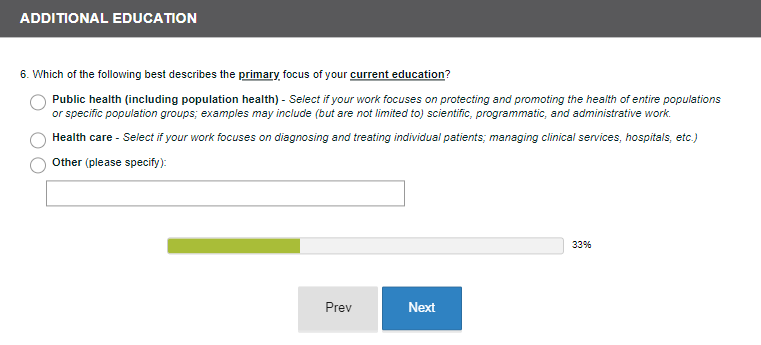 ADDITIONAL EDUCATION
6. Which of the following best describes the primary focus of your current education?
Public health (including population health) - Select if your work focuses on protecting and promoting the health of entire populations
or specific population groups; examples may include (but are not limited to) scientific, programmatic, and administrative work.
Health care - Select if your work focuses on diagnosing and treating individual patients; managing clinical services, hospitals, etc.)
Other (please specify):
33%
Prev
Next